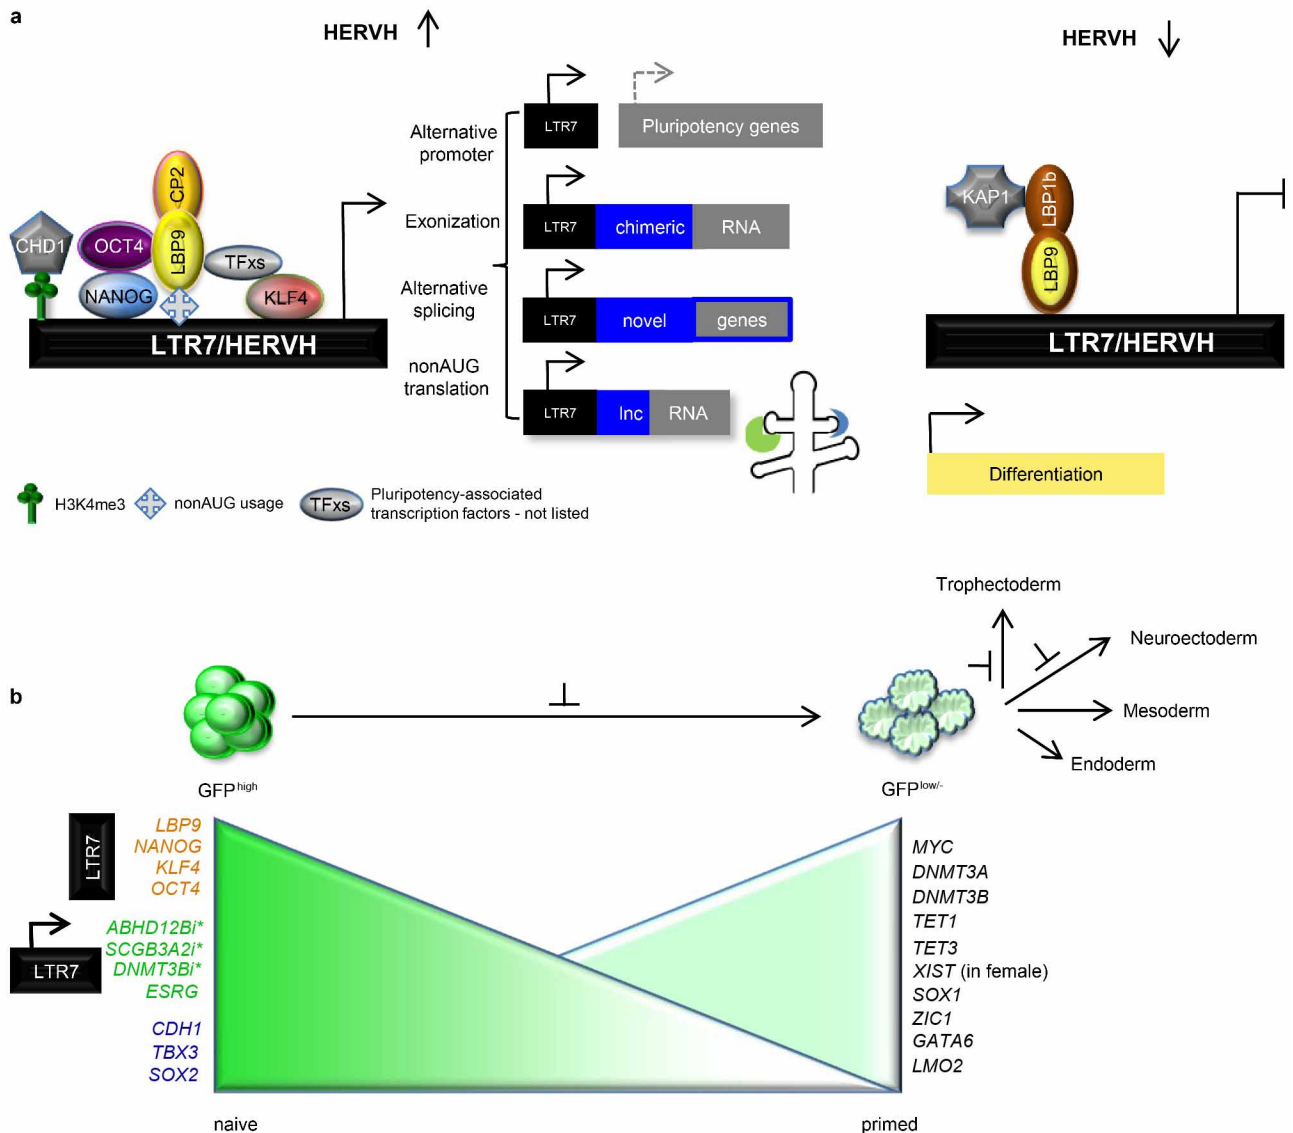 a
HERVH
HERVH
Alternative
promoter
LTR7
Pluripotency genes
Exonization
LTR7
chimeric
RNA
Alternative
splicing
LTR7
novel
genes
nonAUG
translation
LTR7
lnc
RNA
CP2
CHD1
OCT4
LBP9
TFxs
NANOG
KLF4
LTR7/HERVH
KAP1
LBP1b
LBP9
LTR7/HERVH
Differentiation
H3K4me3
nonAUG usage
TFxs
Pluripotency-associated
transcription factors - not listed
b
Trophectoderm
Neuroectoderm
Mesoderm
Endoderm
GFPhigh
GFPlow/-
LTR7
LBP9
NANOG
KLF4
OCT4
LTR7
ABHD12Bi*
SCGB3A2i*
DNMT3Bi*
ESRG
CDH1
TBX3
SOX2
MYC
DNMT3A
DNMT3B
TET1
TET3
XIST (in female)
SOX1
ZIC1
GATA6
LMO2
naive
primed